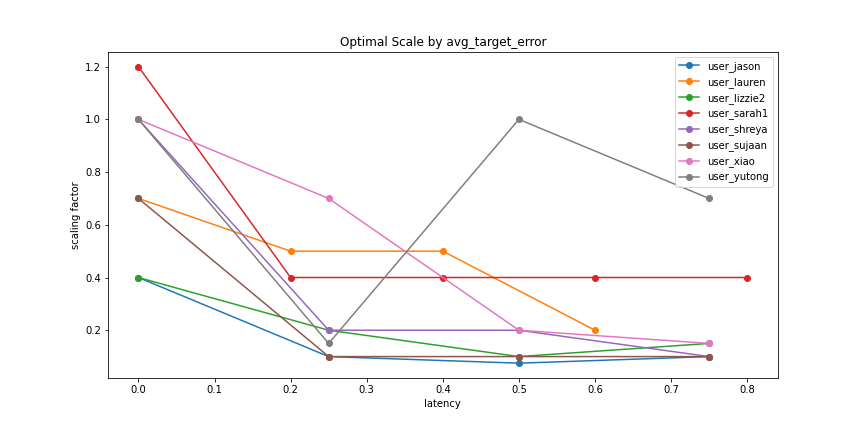 Optimal Scale by avg_target_error
scaling factor
1.2
1.0
0.8
0.6
0.4
0.2
0.0 0.1 0.2 0.3 0.4 0.5 0.6 0.7 0.8
latency
user_jason
user_lauren
user_lizzie2
user_sarah1
user_shreya
user_sujaan
user_xiao
user_yutong